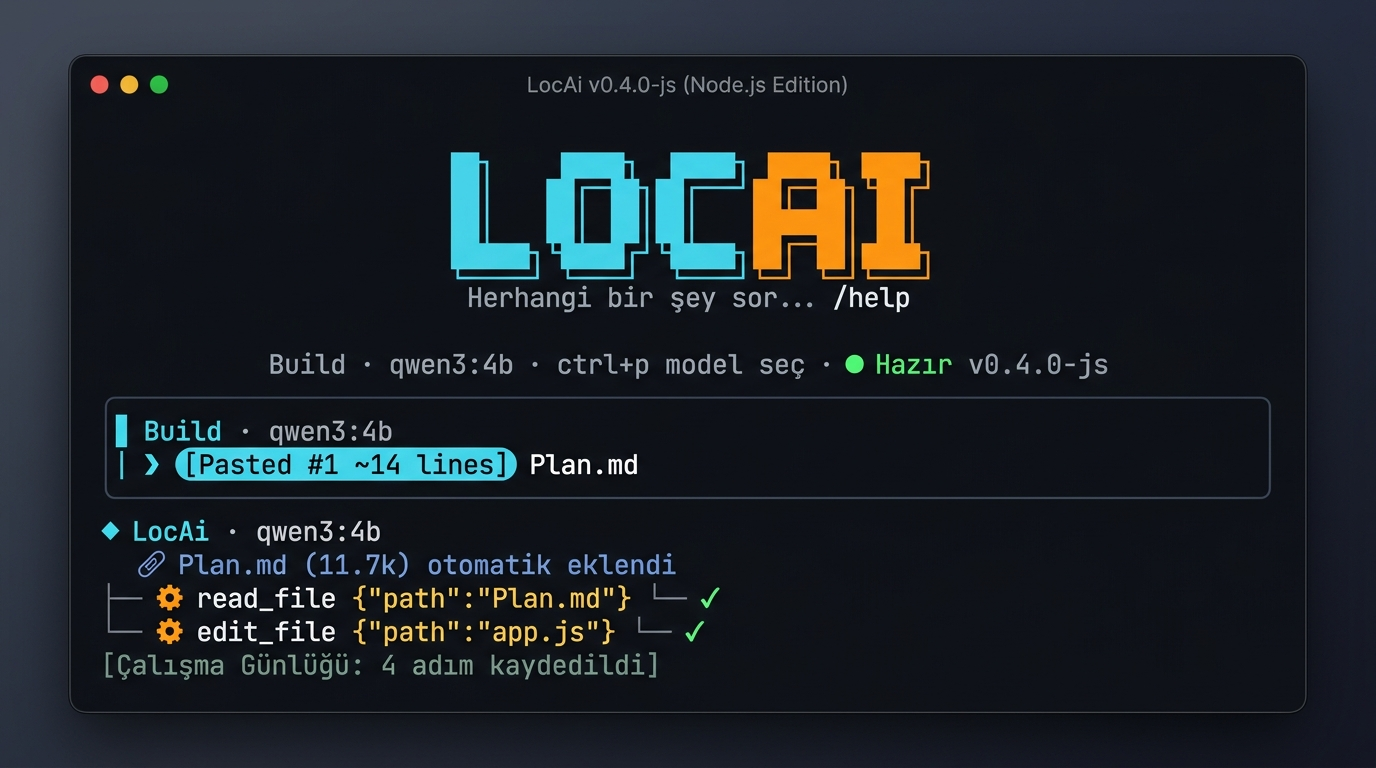 LocAi v0.4.0-js (Node.js Edition)
LOCAI
Herhangi bir şey sor... /help
Build · qwen3:4b · ctrl+p model seç · ● Hazır v0.4.0-js
Build · qwen3:4b
| ❯ [Pasted #1 ~14 lines] Plan.md
◆ LocAi · qwen3:4b
📎 Plan.md (11.7k) otomatik eklendi
├── ⚙ read_file {"path":"Plan.md"} └── ✓
└── ⚙ edit_file {"path":"app.js"} └── ✓
[Çalışma Günlüğü: 4 adım kaydedildi]